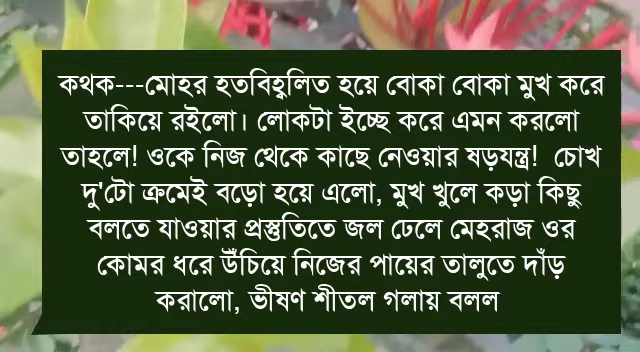 কথক---মোহর হতবিহ্বলিত হয়ে বোকা বোকা মুখ করে
তাকিয়ে রইলো। লোকটা ইচ্ছে করে এমন করলো
তাহলে! ওকে নিজ থেকে কাছে নেওয়ার ষড়যন্ত্র! চোখ
দু'টো ক্রমেই বড়ো হয়ে এলো, মুখ খুলে কড়া কিছু
বলতে যাওয়ার প্রস্তুতিতে জল ঢেলে মেহরাজ ওর
কোমর ধরে উঁচিয়ে নিজের পায়ের তালুতে দাঁড়
করালো, ভীষণ শীতল গলায় বলল